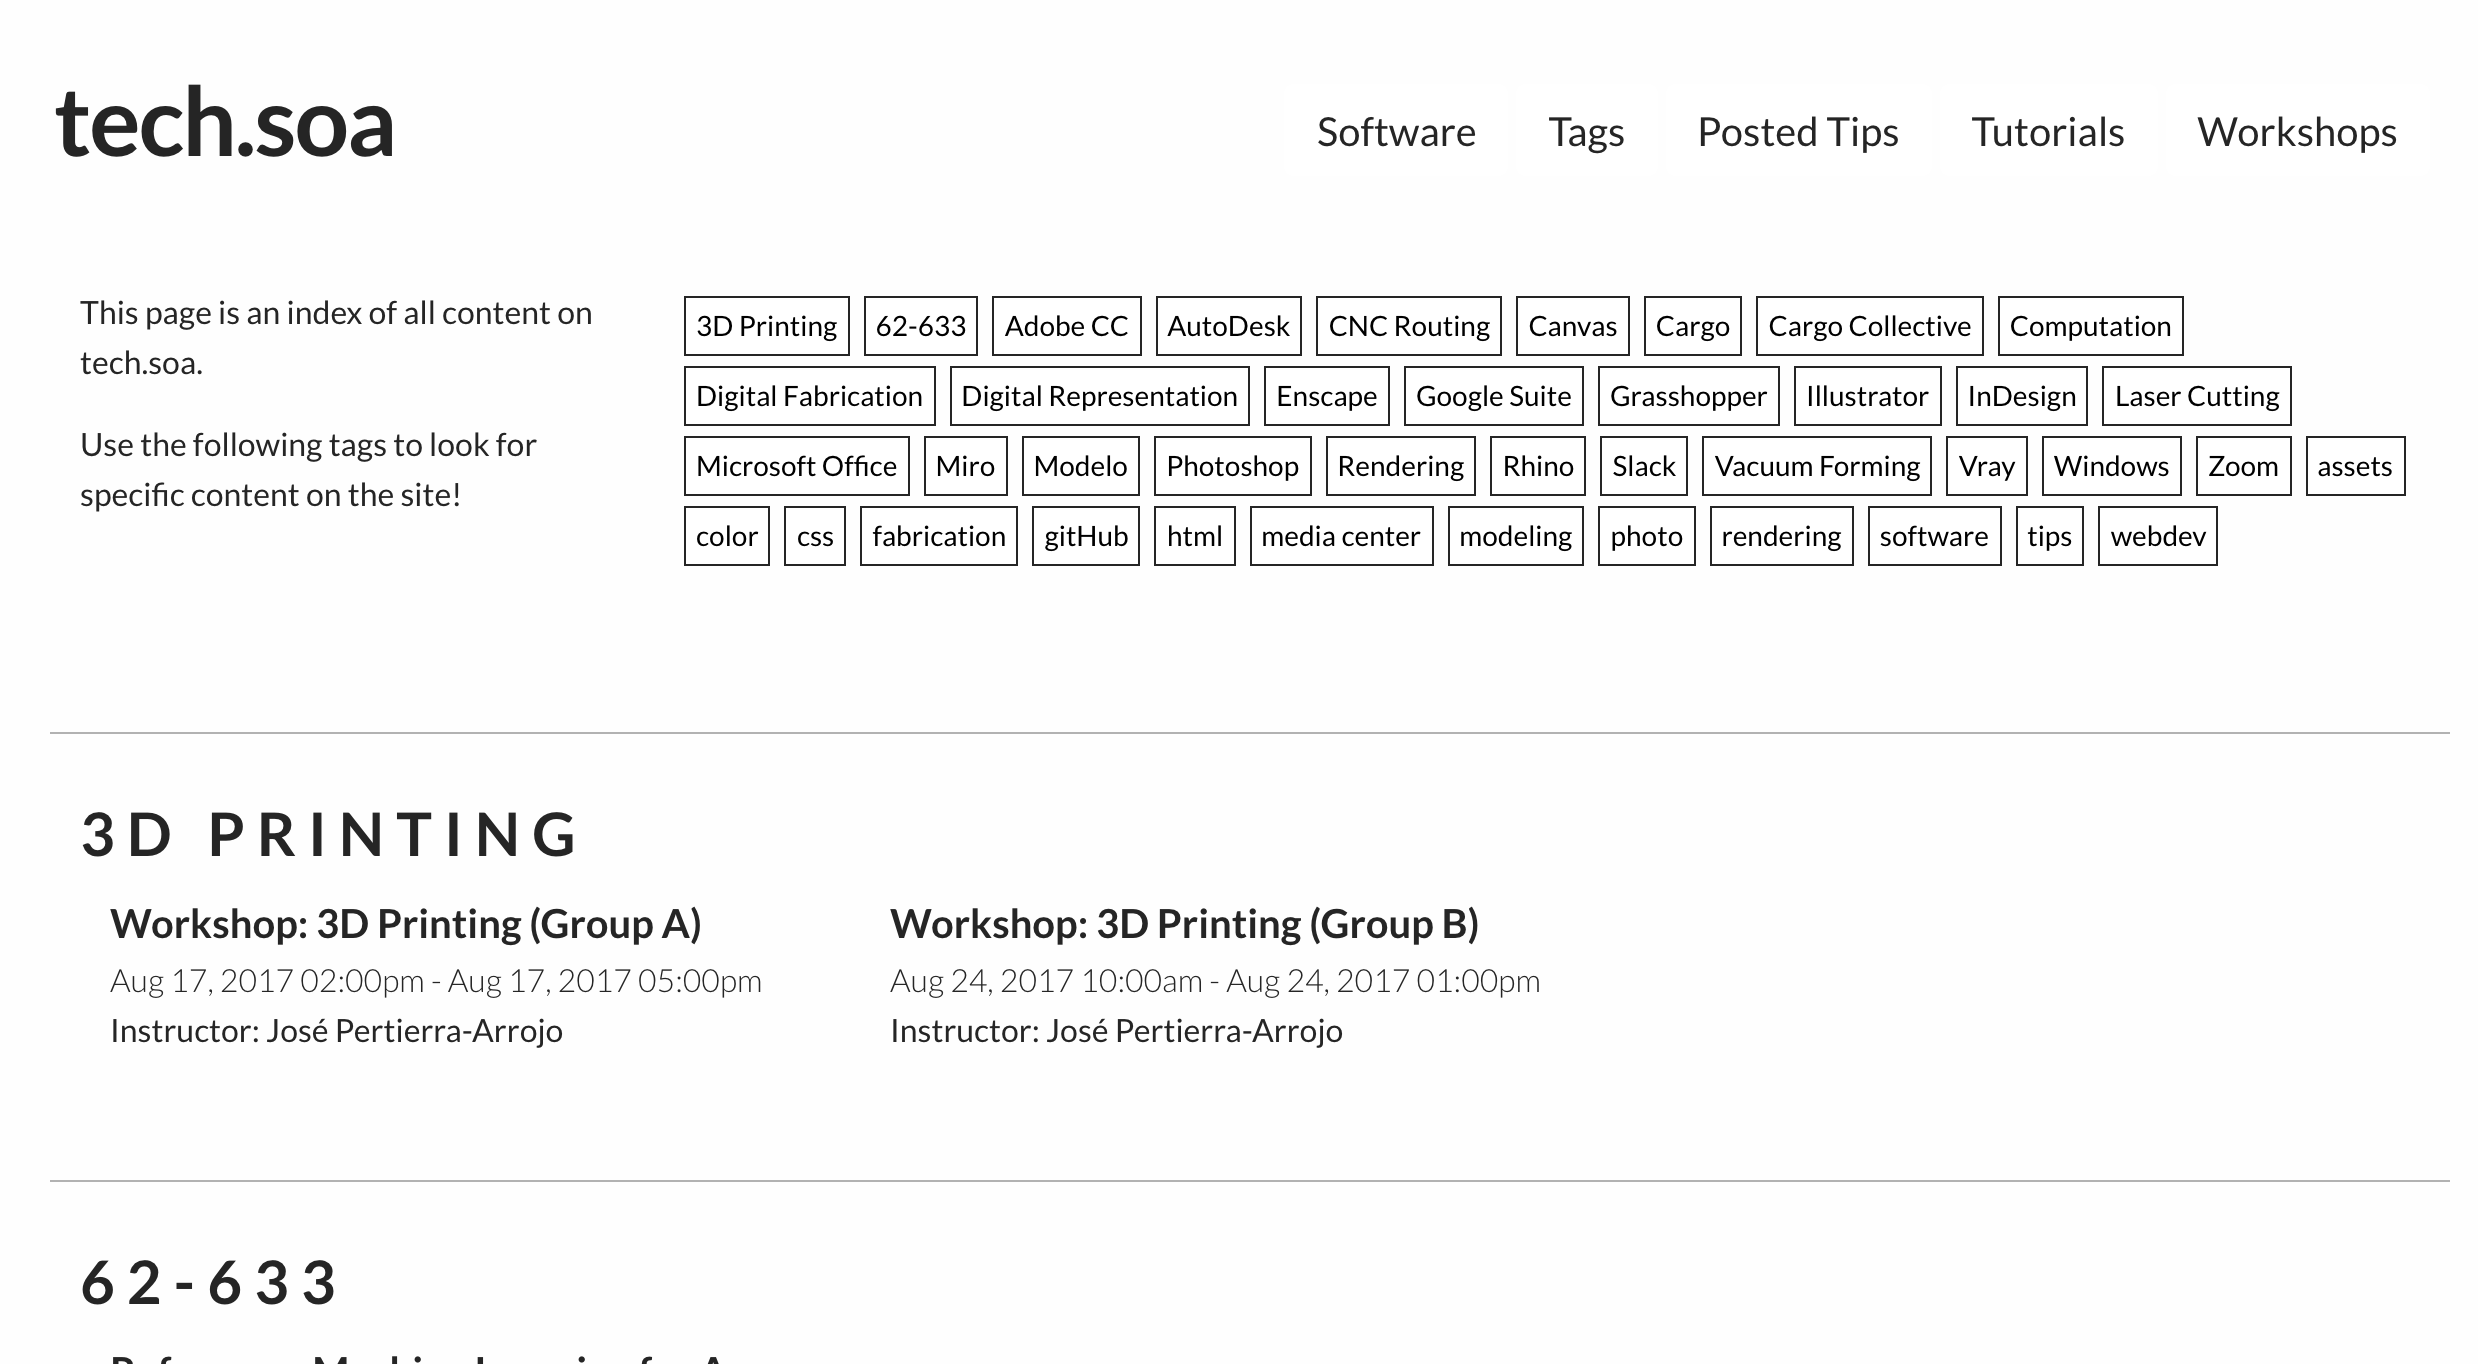 tech.soa
Software Tags Posted Tips Tutorials Workshops
This page is an index of all content on
tech.soa.
Use the following tags to look for
specific content on the site!
3D Printing 62-633 Adobe CC AutoDesk CNC Routing Canvas Cargo Cargo Collective Computation
Digital Fabrication Digital Representation Enscape Google Suite Grasshopper Illustrator InDesign Laser Cutting
Microsoft Office Miro Modelo Photoshop Rendering Rhino Slack Vacuum Forming Vray Windows Zoom assets
color css fabrication gitHub html media center modeling photo rendering software tips webdev
3D PRINTING
Workshop: 3D Printing (Group A)
Aug 17, 2017 02:00pm - Aug 17, 2017 05:00pm
Instructor: José Pertierra-Arrojo
Workshop: 3D Printing (Group B)
Aug 24, 2017 10:00am - Aug 24, 2017 01:00pm
Instructor: José Pertierra-Arrojo
62-633